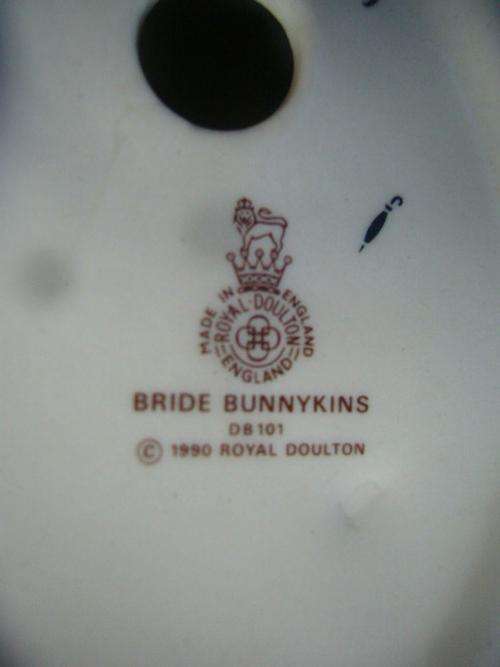 MADE IN ENGLAND
ROYAL·DOULTON
ENGLAND
BRIDE BUNNYKINS
DB101
© 1990 ROYAL DOULTON